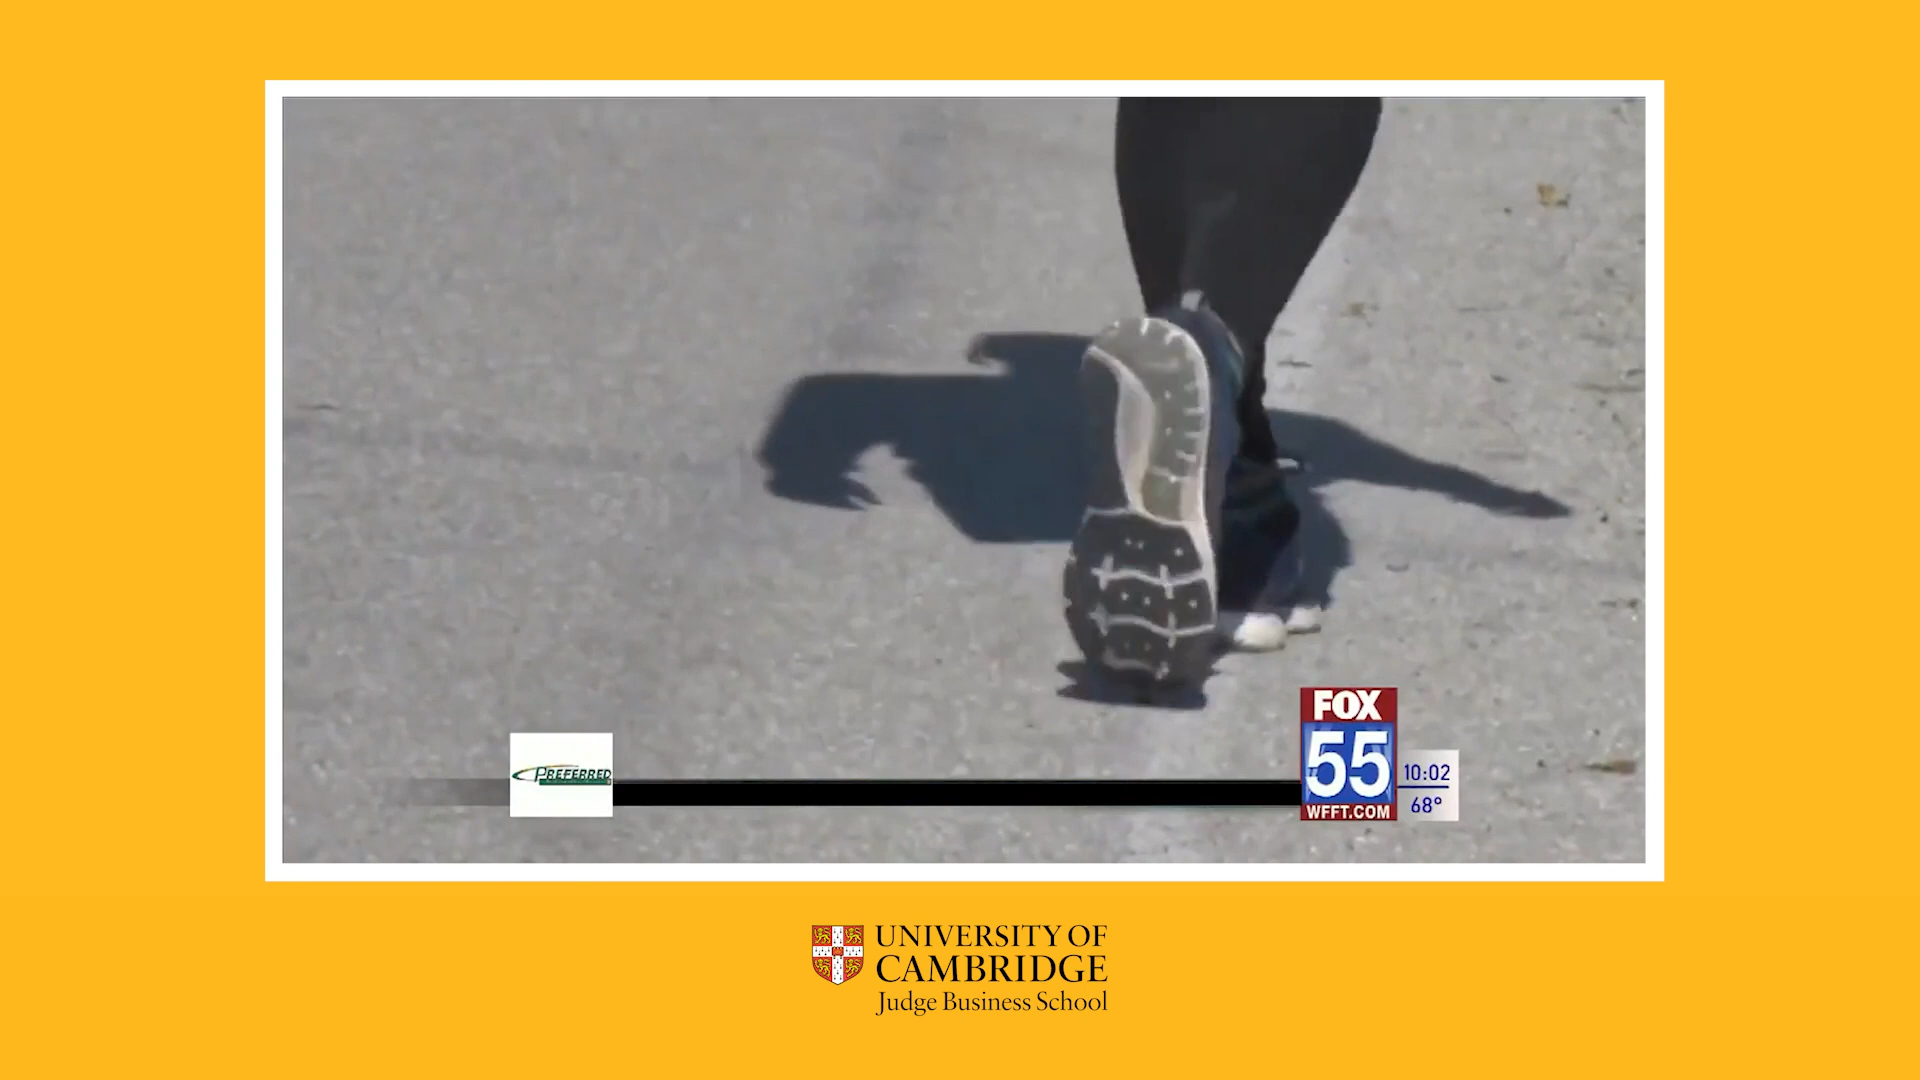 PREFERRED
FOX
55
WFFT.COM
10:02
68°
UNIVERSITY OF
CAMBRIDGE
Judge Business School